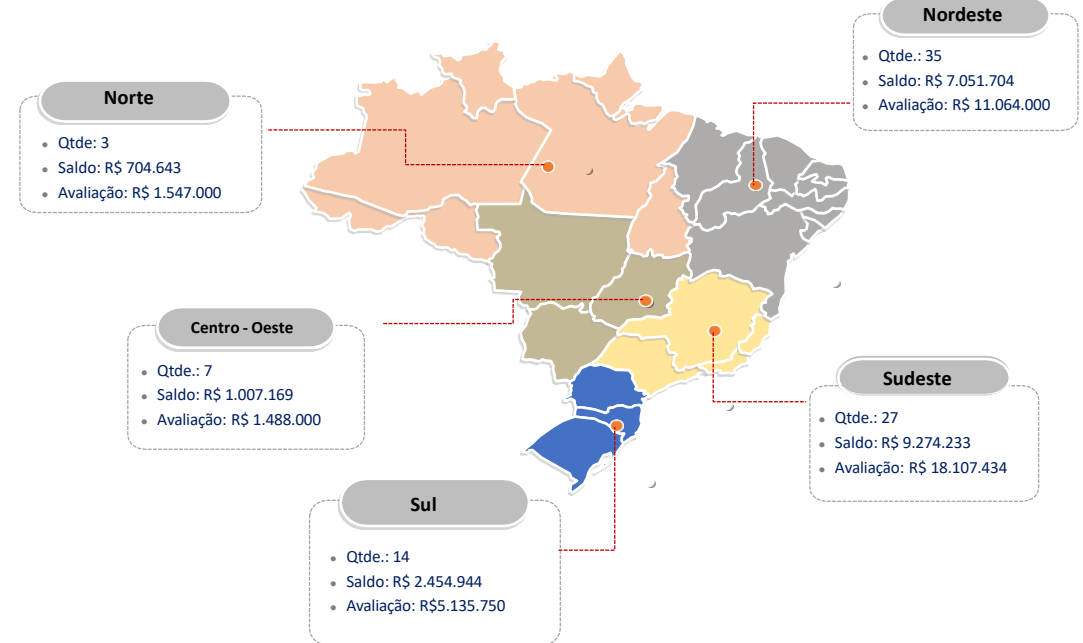 Nordeste
• Qtde.: 35
• Saldo: R$ 7.051.704
• Avaliação: R$ 11.064.000
Norte
• Qtde: 3
• Saldo: R$ 704.643
• Avaliação: R$ 1.547.000
Centro - Oeste
• Qtde.: 7
• Saldo: R$ 1.007.169
• Avaliação: R$ 1.488.000
Sudeste
• Qtde.: 27
• Saldo: R$ 9.274.233
• Avaliação: R$ 18.107.434
Sul
• Qtde.: 14
• Saldo: R$ 2.454.944
• Avaliação: R$5.135.750